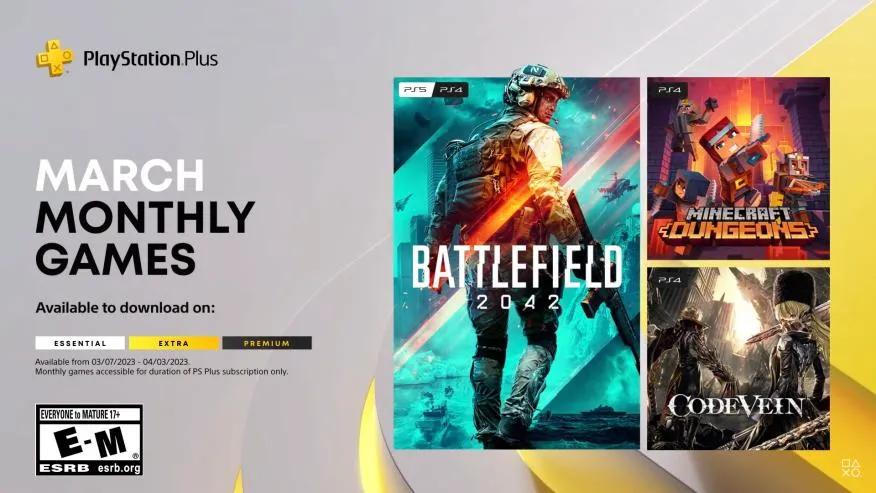 PlayStation Plus
MARCH
MONTHLY
GAMES
Available to download on:
ESSENTIAL EXTRA PREMIUM
Available from 03/07/2023 - 04/03/2023.
Monthly games accessible for duration of PS Plus subscription only.
EVERYONE to MATURE 17+
E-M
®
ESRB esrb.org
PS5 PS4
BATTLEFIELD
2042
PS4
MINECRAFT
DUNGEONS
PS4
CODE VEIN